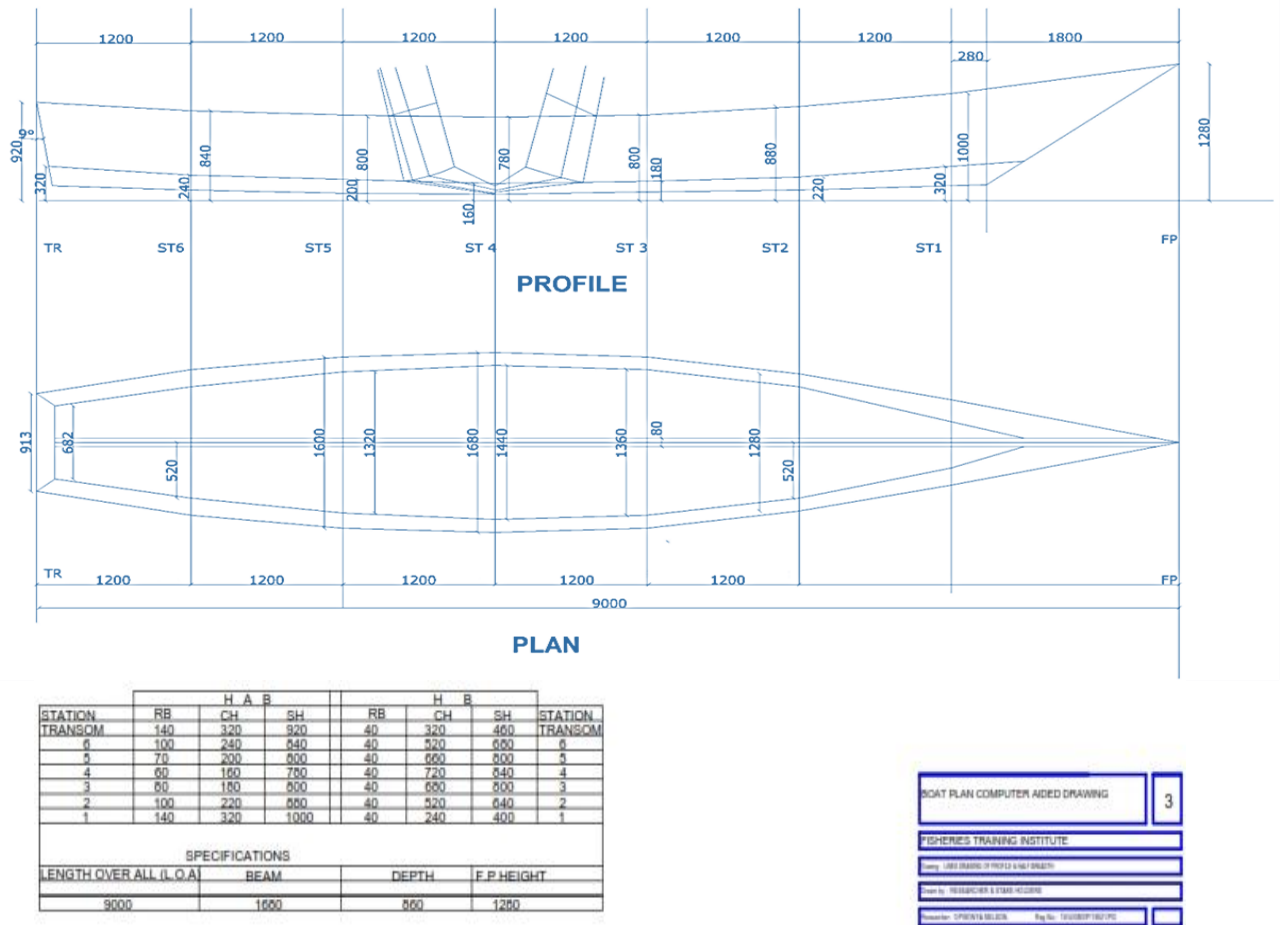 1200 1200 1200 1200 1200 1200 1800
280
920 320 240 840 200 800 160 780 800 180 880 220 320 1000 1280
TR ST6 ST5 ST 4 ST 3 ST2 ST1 FP
PROFILE
913 682 520 1600 1320 1680 1440 1360 80 1280 520
TR FP
1200 1200 1200 1200 1200
9000
PLAN
H A B H B
STATION RB CH SH RB CH SH STATION
TRANSOM 140 320 920 40 320 460 TRANSOM
6 100 240 840 40 520 680 6
5 70 200 800 40 660 800 5
4 60 160 780 40 720 840 4
3 180 800 40 680 800 3
2 100 220 880 40 520 640 2
1 140 320 1000 40 240 400 1
SPECIFICATIONS
LENGTH OVER ALL (L.O.A) BEAM DEPTH F.P HEIGHT
9000 1680 860 1280
BOAT PLAN COMPUTER AIDED DRAWING 3
FISHERIES TRAINING INSTITUTE